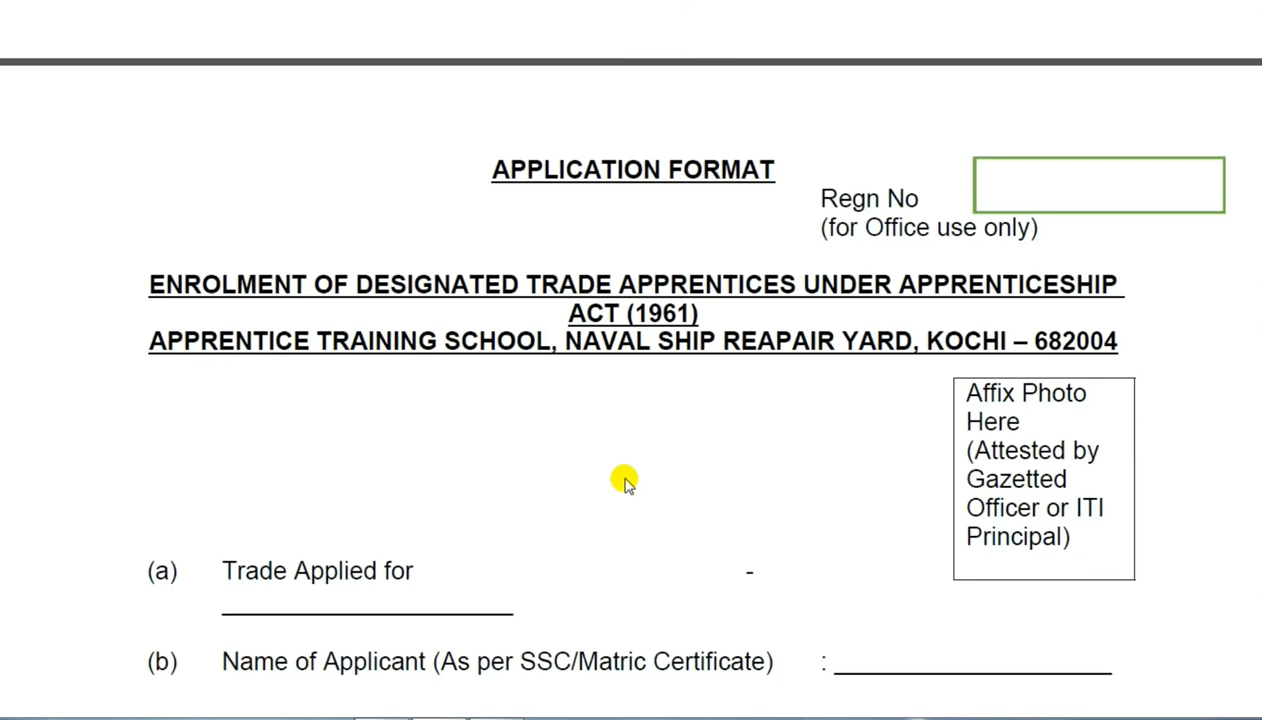 APPLICATION FORMAT
Regn No
(for Office use only)
ENROLMENT OF DESIGNATED TRADE APPRENTICES UNDER APPRENTICESHIP
ACT (1961)
APPRENTICE TRAINING SCHOOL, NAVAL SHIP REAPAIR YARD, KOCHI – 682004
Affix Photo
Here
(Attested by
Gazetted
Officer or ITI
Principal)
(a) Trade Applied for -
(b) Name of Applicant (As per SSC/Matric Certificate) :